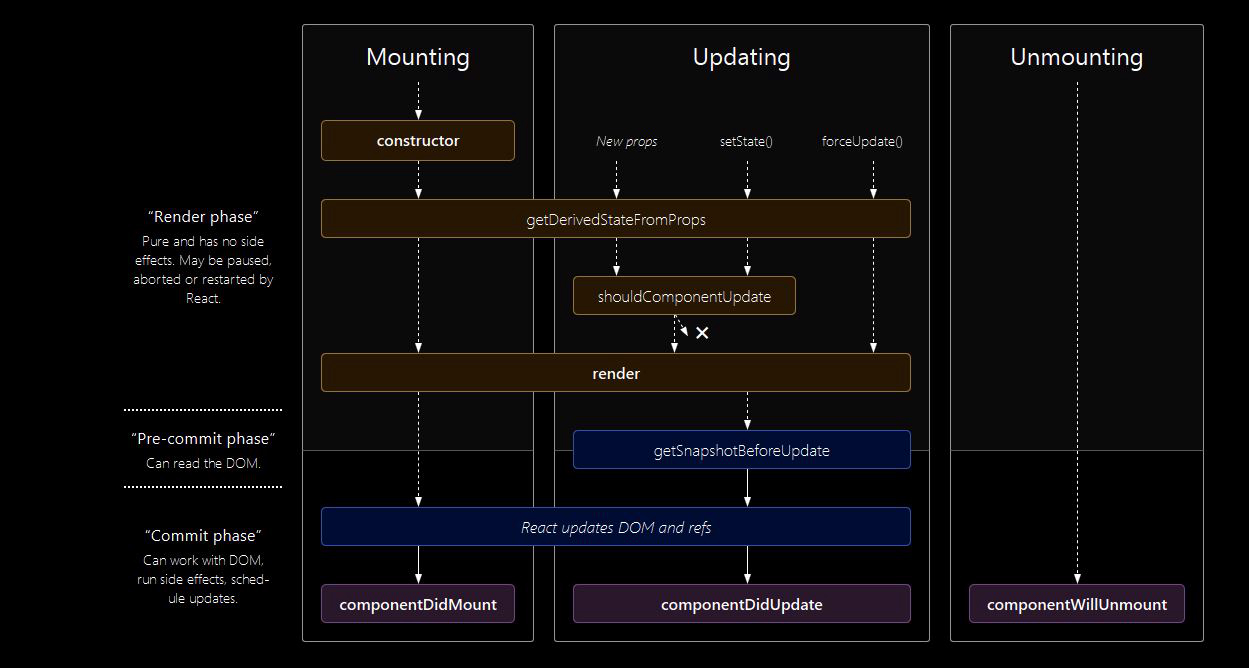 Mounting
Updating
Unmounting
constructor
New props
setState()
forceUpdate()
“Render phase”
Pure and has no side
effects. May be paused,
aborted or restarted by
React.
getDerivedStateFromProps
shouldComponentUpdate
render
“Pre-commit phase”
Can read the DOM.
getSnapshotBeforeUpdate
“Commit phase”
Can work with DOM,
run side effects, sched-
ule updates.
React updates DOM and refs
componentDidMount
componentDidUpdate
componentWillUnmount